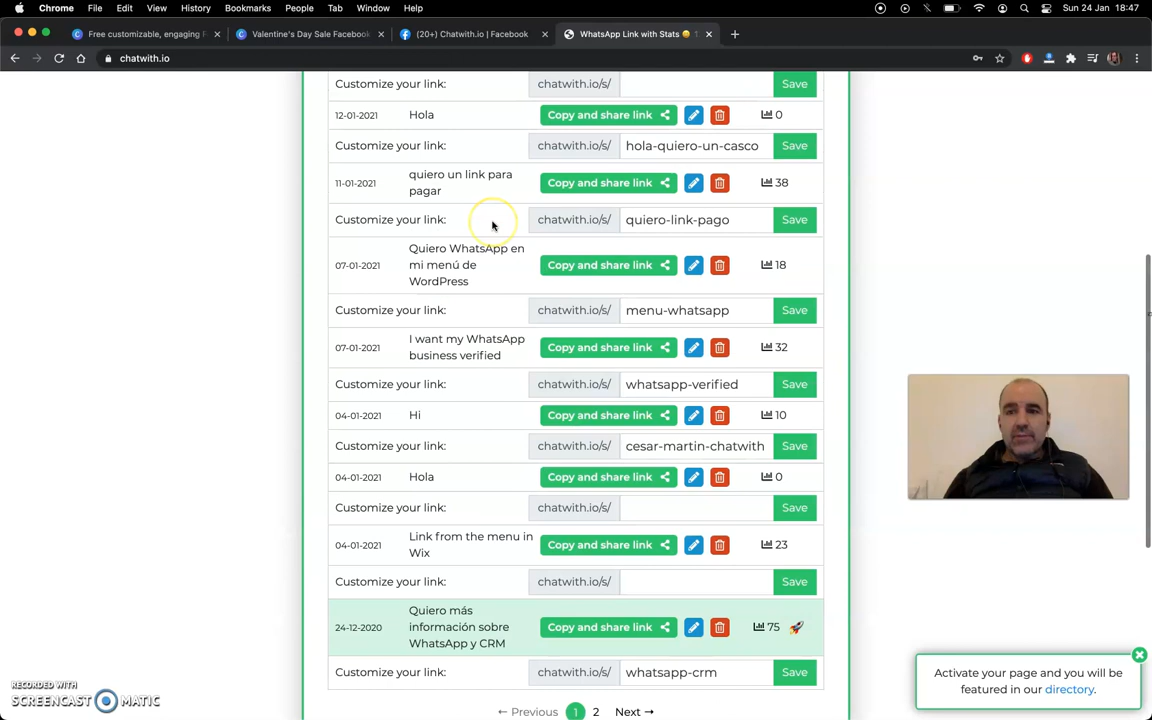 Chrome File Edit View History Bookmarks People Tab Window Help Sun 24 Jan 18:47
Free customizable, engaging F
Valentine's Day Sale Facebook
(20+) Chatwith.io | Facebook
WhatsApp Link with Stats
chatwith.io
Customize your link: chatwith.io/s/ Save
12-01-2021 Hola Copy and share link 0
Customize your link: chatwith.io/s/ hola-quiero-un-casco Save
11-01-2021 quiero un link para
pagar Copy and share link 38
Customize your link: chatwith.io/s/ quiero-link-pago Save
07-01-2021 Quiero WhatsApp en
mi menú de
WordPress Copy and share link 18
Customize your link: chatwith.io/s/ menu-whatsapp Save
07-01-2021 I want my WhatsApp
business verified Copy and share link 32
Customize your link: chatwith.io/s/ whatsapp-verified Save
04-01-2021 Hi Copy and share link 10
Customize your link: chatwith.io/s/ cesar-martin-chatwith Save
04-01-2021 Hola Copy and share link 0
Customize your link: chatwith.io/s/ Save
04-01-2021 Link from the menu in
Wix Copy and share link 23
Customize your link: chatwith.io/s/ Save
24-12-2020 Quiero más
información sobre
WhatsApp y CRM Copy and share link 75
Customize your link: chatwith.io/s/ whatsapp-crm Save
← Previous 1 2 Next →
Activate your page and you will be
featured in our directory.
RECORDED WITH
SCREENCAST MATIC